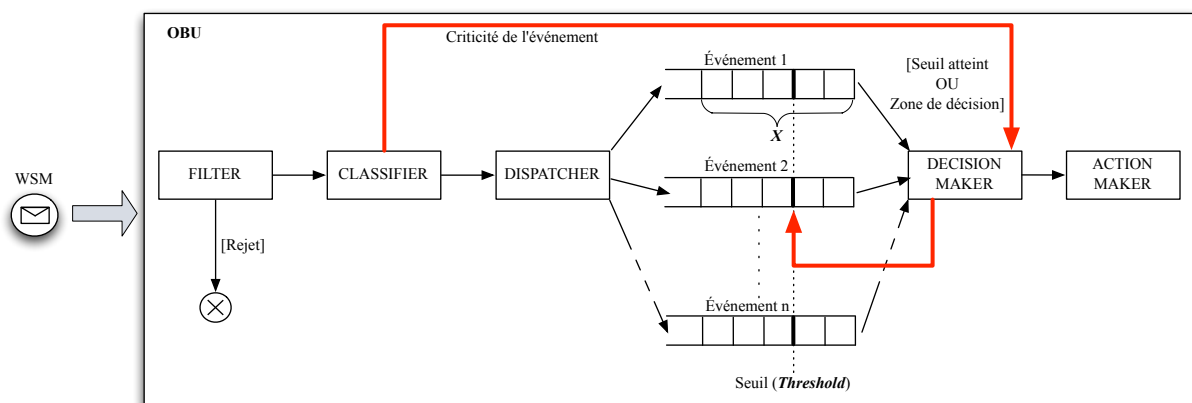 OBU
Criticité de l'événement
Événement 1
[Seuil atteint
OU
Zone de décision]
X
WSM
FILTER
CLASSIFIER
DISPATCHER
Événement 2
DECISION
MAKER
ACTION
MAKER
[Rejet]
Événement n
Seuil (Threshold)